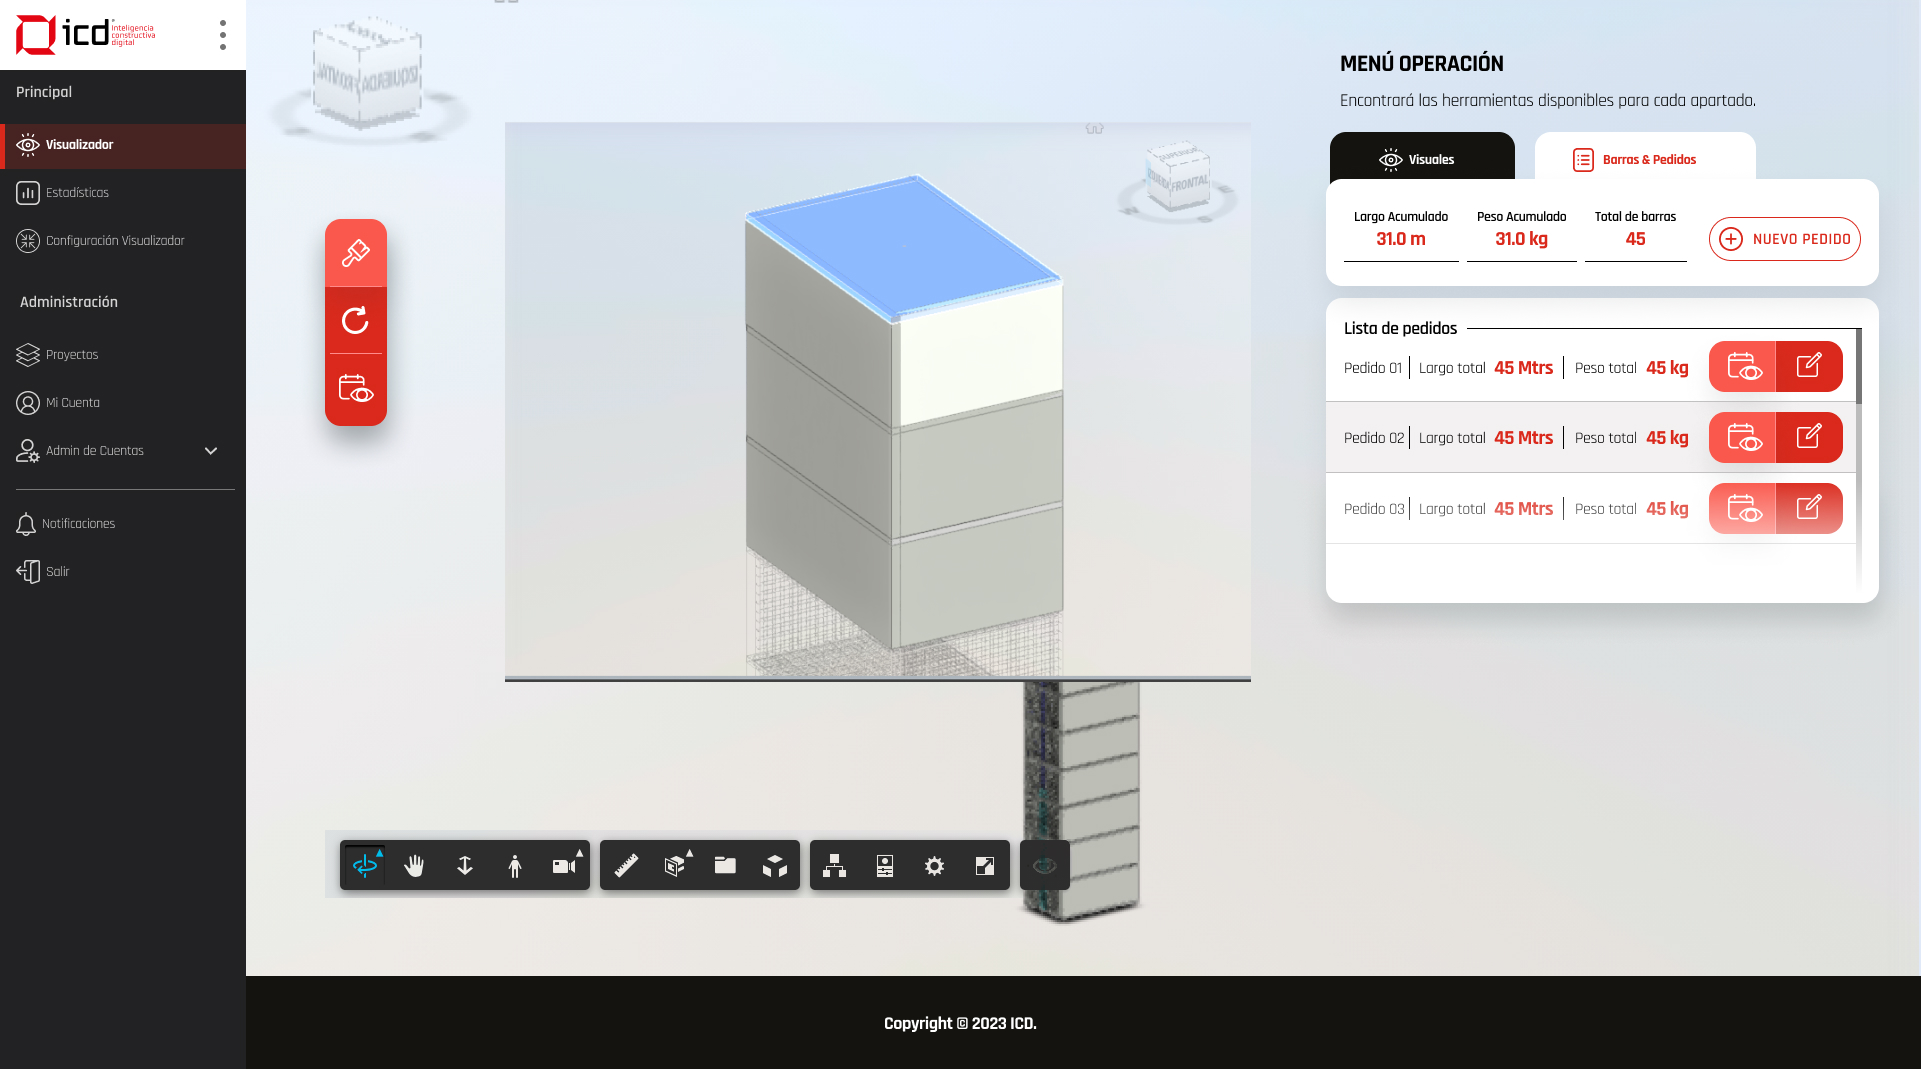 icd
inteligencia
constructiva
digital
Principal
Visualizador
Estadísticas
Configuración Visualizador
Administración
Proyectos
Mi Cuenta
Admin de Cuentas
Notificaciones
Salir
FRONTAL
MENÚ OPERACIÓN
Encontrará las herramientas disponibles para cada apartado.
Visuales
Barras & Pedidos
Largo Acumulado
31.0 m
Peso Acumulado
31.0 kg
Total de barras
45
NUEVO PEDIDO
Lista de pedidos
Pedido 01 Largo total 45 Mtrs Peso total 45 kg
Pedido 02 Largo total 45 Mtrs Peso total 45 kg
Pedido 03 Largo total 45 Mtrs Peso total 45 kg
Copyright © 2023 ICD.